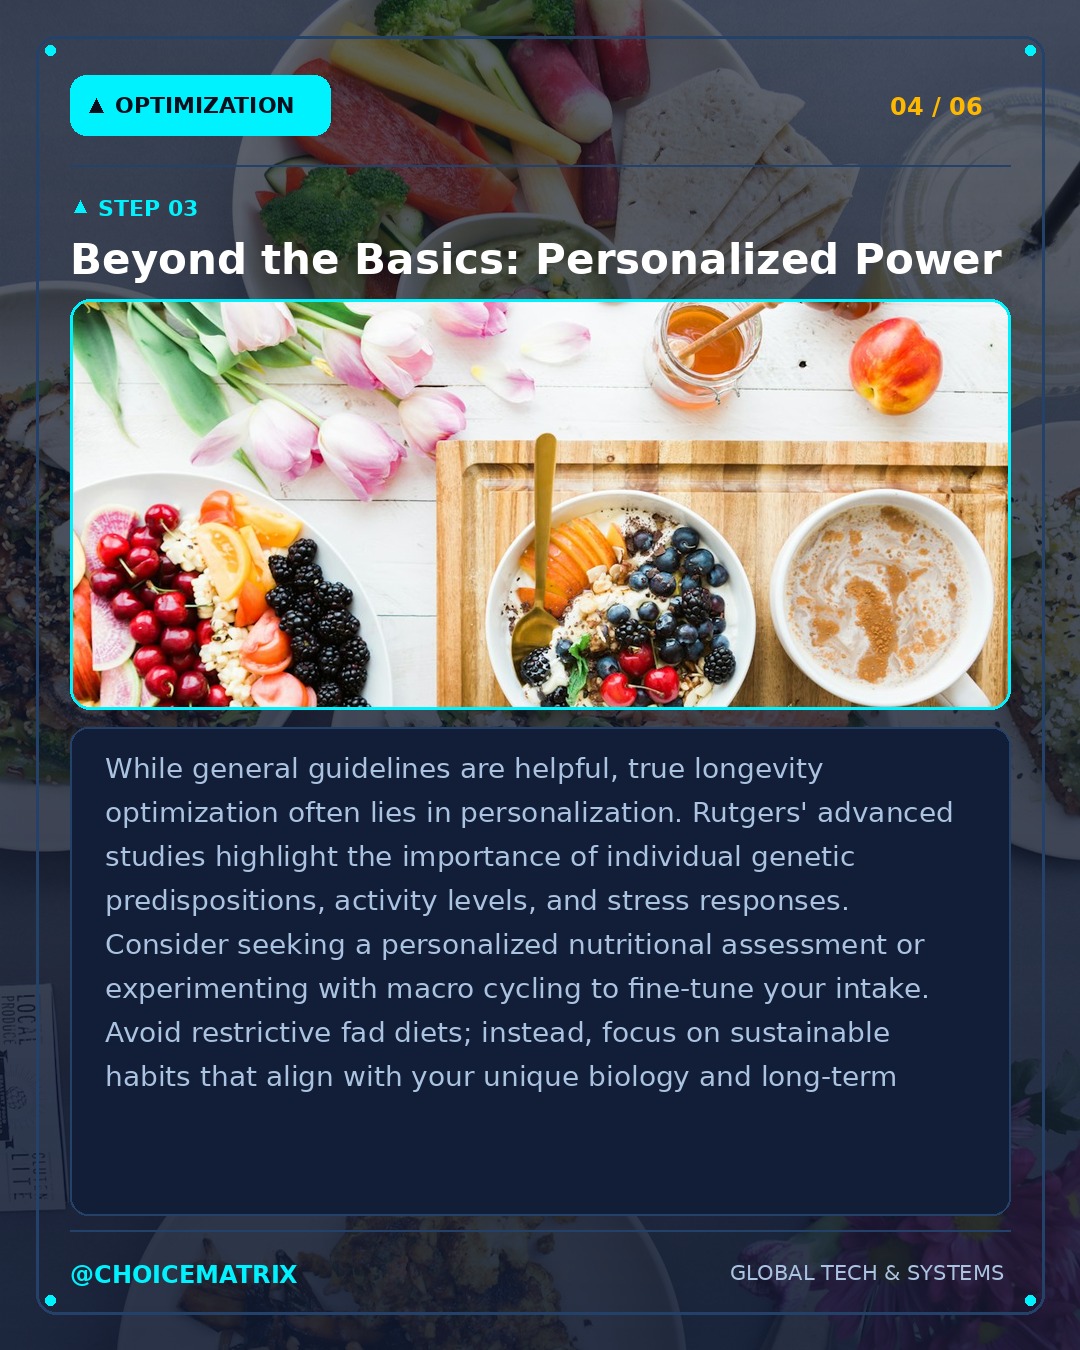 ▲ OPTIMIZATION
04 / 06
▲ STEP 03
Beyond the Basics: Personalized Power
While general guidelines are helpful, true longevity
optimization often lies in personalization. Rutgers' advanced
studies highlight the importance of individual genetic
predispositions, activity levels, and stress responses.
Consider seeking a personalized nutritional assessment or
experimenting with macro cycling to fine-tune your intake.
Avoid restrictive fad diets; instead, focus on sustainable
habits that align with your unique biology and long-term
LOCAL
PRODUCE
LITE
@CHOICEMATRIX
GLOBAL TECH & SYSTEMS